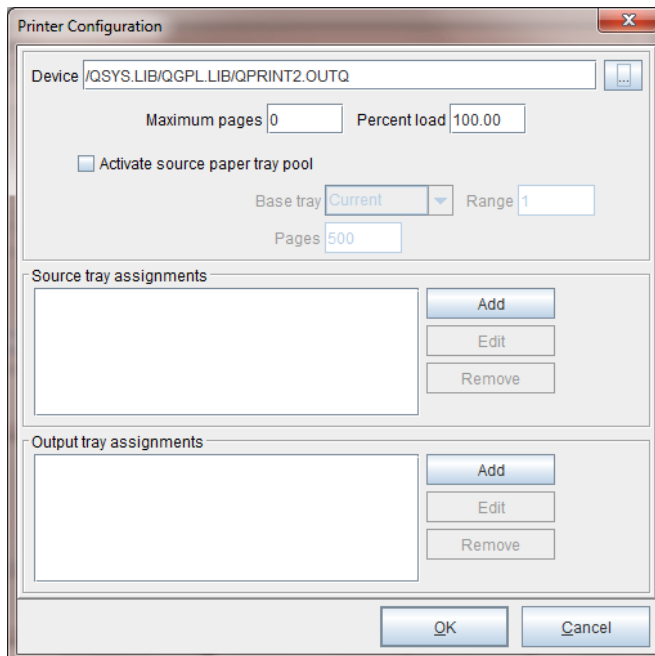 Printer Configuration
Device /QSYS.LIB/QGPL.LIB/QPRINT2.OUTQ ...
Maximum pages 0 Percent load 100.00
Activate source paper tray pool
Base tray Current Range 1
Pages 500
Source tray assignments
Add
Edit
Remove
Output tray assignments
Add
Edit
Remove
OK Cancel